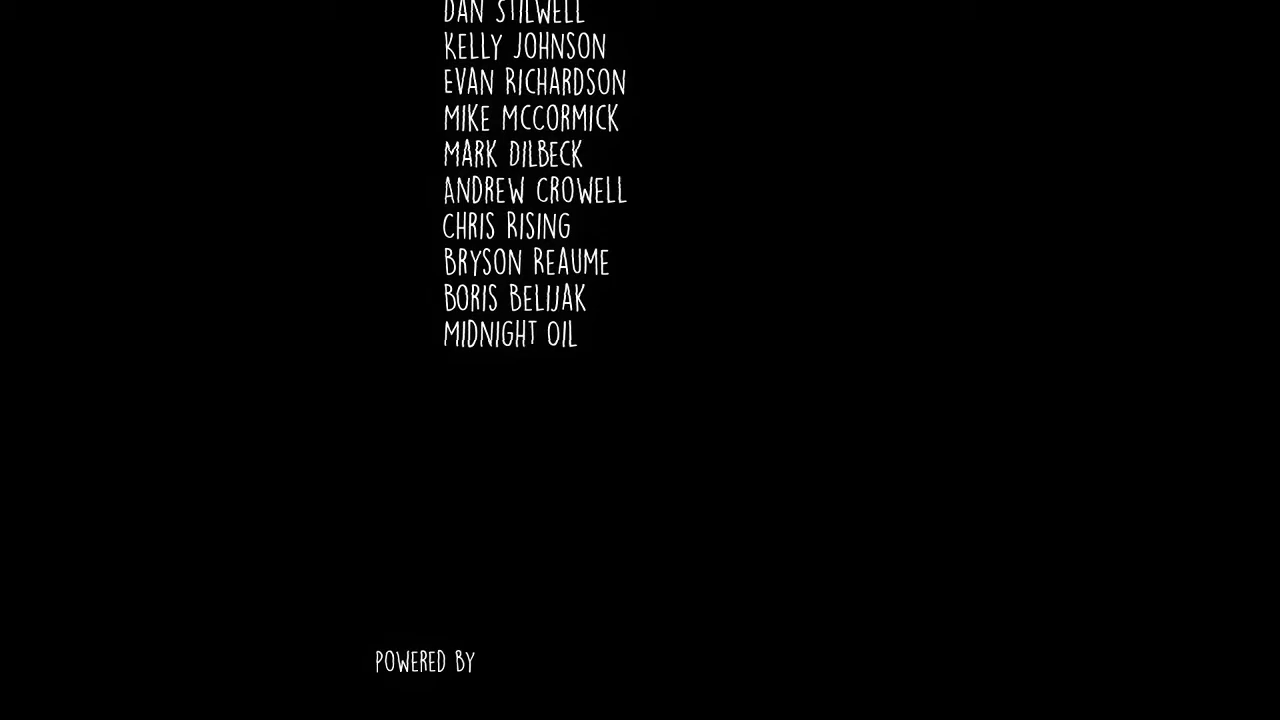 DAN STILWELL
KELLY JOHNSON
EVAN RICHARDSON
MIKE MCCORMICK
MARK DILBECK
ANDREW CROWELL
CHRIS RISING
BRYSON REAUME
BORIS BELIJAK
MIDNIGHT OIL
POWERED BY